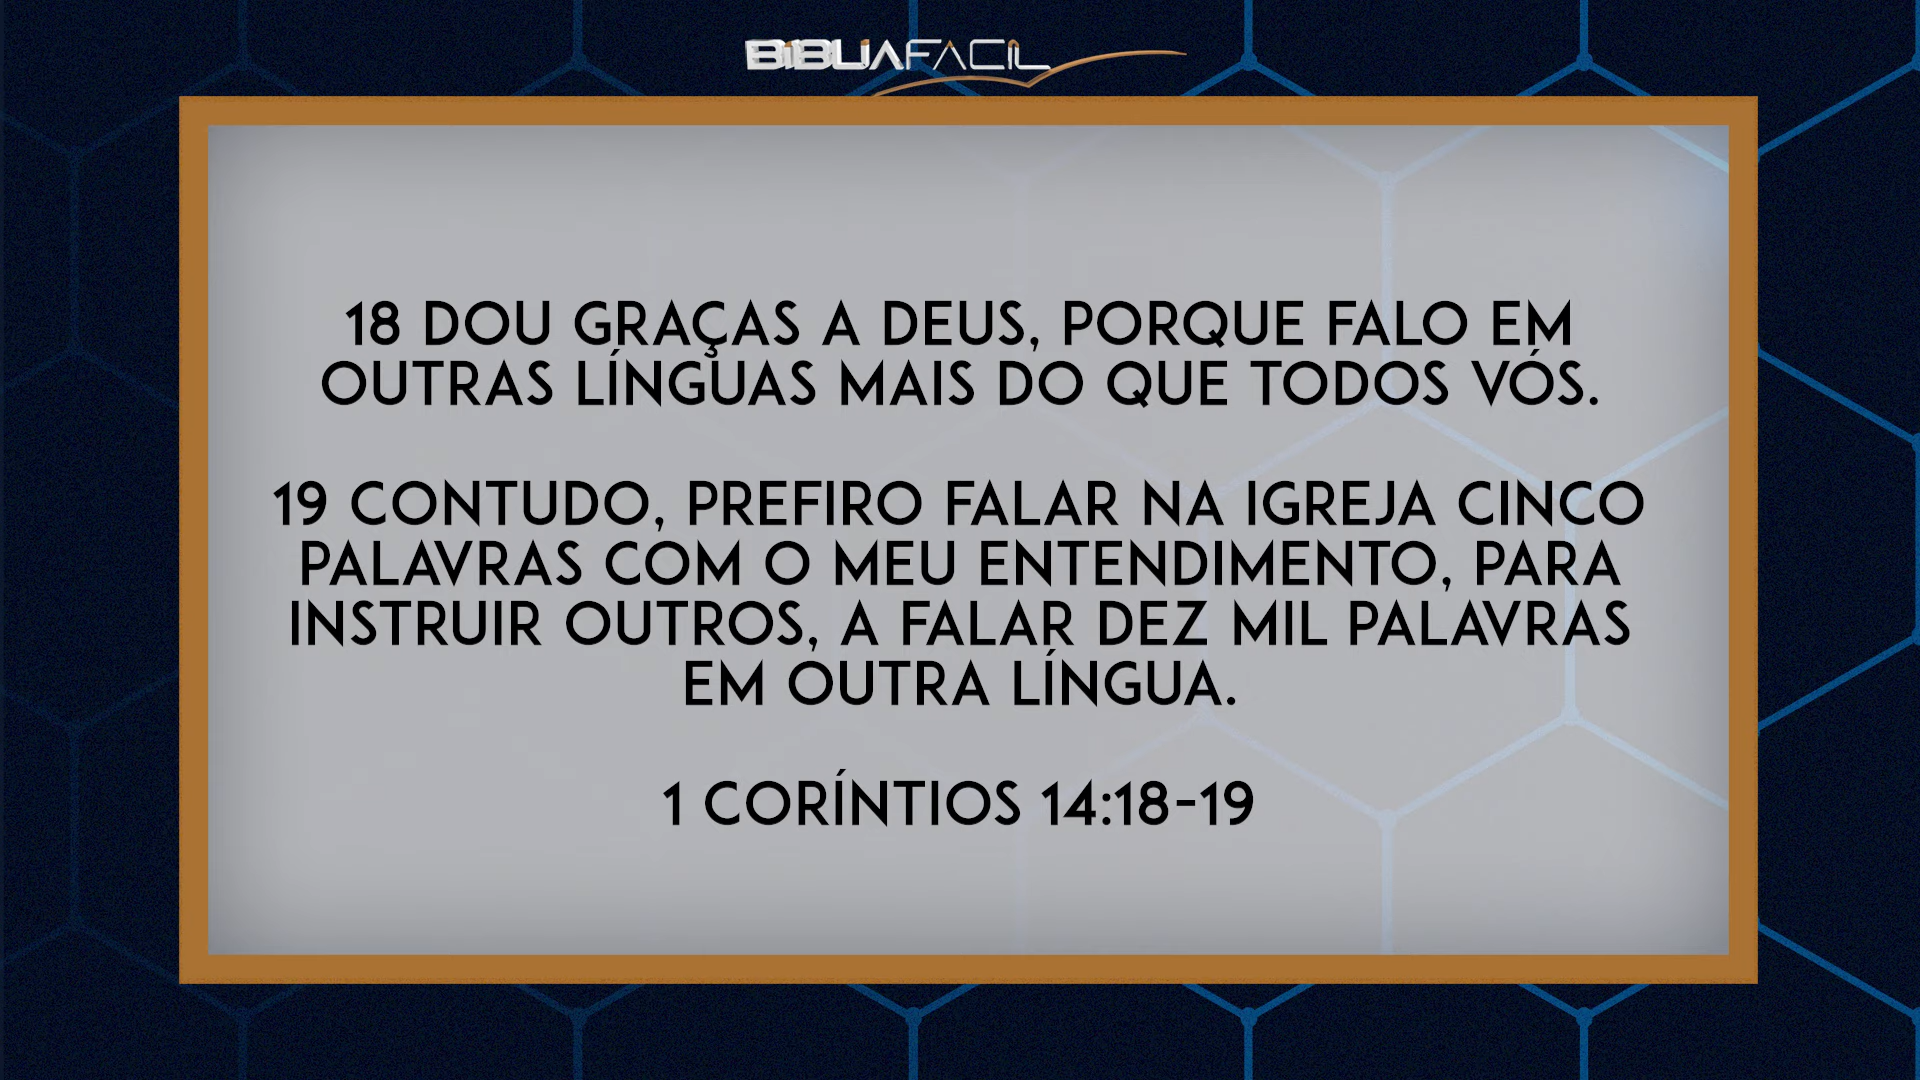 BÍBLIAFÁCIL
18 DOU GRAÇAS A DEUS, PORQUE FALO EM
OUTRAS LÍNGUAS MAIS DO QUE TODOS VÓS.
19 CONTUDO, PREFIRO FALAR NA IGREJA CINCO
PALAVRAS COM O MEU ENTENDIMENTO, PARA
INSTRUIR OUTROS, A FALAR DEZ MIL PALAVRAS
EM OUTRA LÍNGUA.
1 CORÍNTIOS 14:18-19